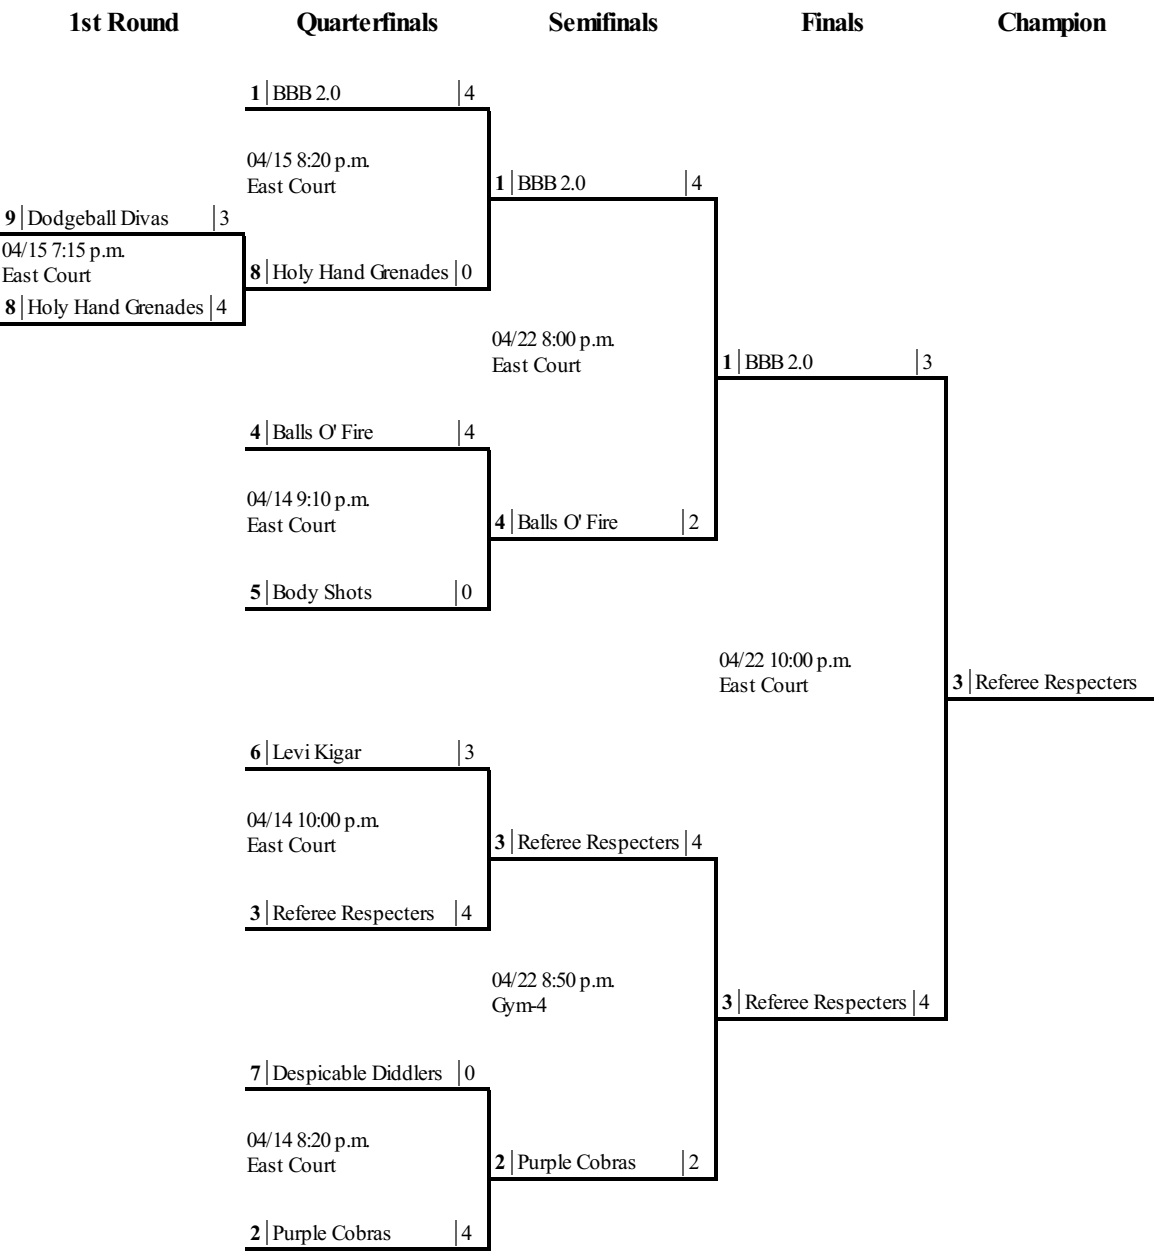 1st Round Quarterfinals Semifinals Finals Champion
1 BBB 2.0 4
04/15 8:20 p.m.
East Court
1 BBB 2.0 4
9 Dodgeball Divas 3
04/15 7:15 p.m.
East Court
8 Holy Hand Grenades 0
8 Holy Hand Grenades 4
04/22 8:00 p.m.
East Court
1 BBB 2.0 3
4 Balls O' Fire 4
04/14 9:10 p.m.
East Court
4 Balls O' Fire 2
5 Body Shots 0
04/22 10:00 p.m.
East Court
3 Referee Respecters
6 Levi Kigar 3
04/14 10:00 p.m.
East Court
3 Referee Respecters 4
3 Referee Respecters 4
04/22 8:50 p.m.
Gym-4
3 Referee Respecters 4
7 Despicable Diddlers 0
04/14 8:20 p.m.
East Court
2 Purple Cobras 2
2 Purple Cobras 4